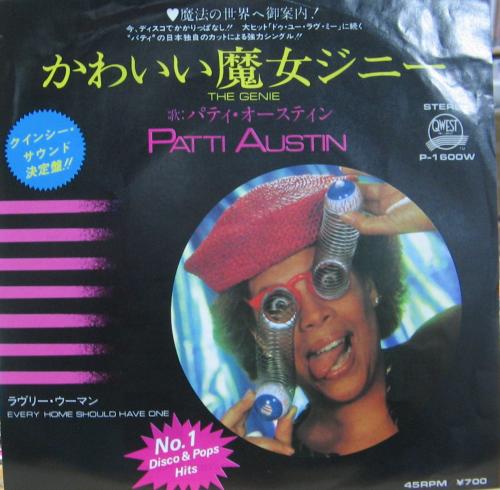 ♥魔法の世界へ御案内!
今、ディスコでかかりっぱなし!! 大ヒット「ドゥ・ユー・ラヴ・ミー」に続く
"パティ"の日本独自のカットによる強力シングル!!
かわいい魔女ジニー
THE GENIE
歌:パティ・オースティン
PATTI AUSTIN
STEREO
QWEST
TM
P-1600W
クインシー・
サウンド
決定盤!!
ラヴリー・ウーマン
EVERY HOME SHOULD HAVE ONE
No.1
Disco & Pops
Hits
45RPM ¥700